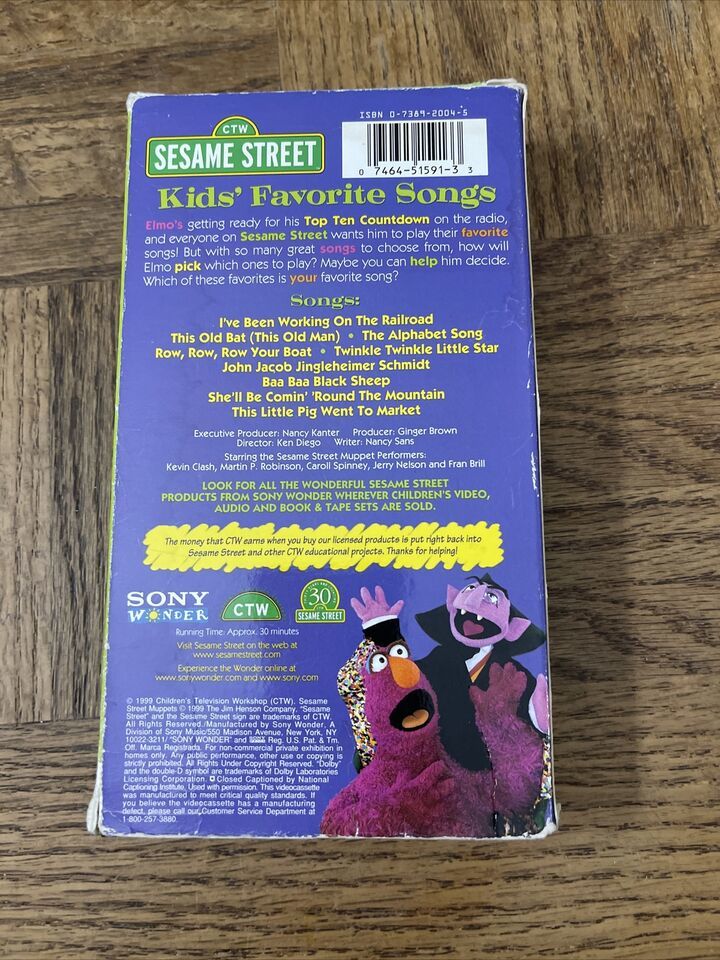 CTW
SESAME STREET
ISBN 0-7389-2004-5
0 7464-51591-3 3
Kids' Favorite Songs
Elmo's getting ready for his Top Ten Countdown on the radio,
and everyone on Sesame Street wants him to play their favorite
songs! But with so many great songs to choose from, how will
Elmo pick which ones to play? Maybe you can help him decide.
Which of these favorites is your favorite song?
Songs:
I've Been Working On The Railroad
This Old Bat (This Old Man) • The Alphabet Song
Row, Row, Row Your Boat • Twinkle Twinkle Little Star
John Jacob Jingleheimer Schmidt
Baa Baa Black Sheep
She'll Be Comin' 'Round The Mountain
This Little Pig Went To Market
Executive Producer: Nancy Kanter Producer: Ginger Brown
Director: Ken Diego Writer: Nancy Sans
Starring the Sesame Street Muppet Performers:
Kevin Clash, Martin P. Robinson, Caroll Spinney, Jerry Nelson and Fran Brill
LOOK FOR ALL THE WONDERFUL SESAME STREET
PRODUCTS FROM SONY WONDER WHEREVER CHILDREN'S VIDEO,
AUDIO AND BOOK & TAPE SETS ARE SOLD.
The money that CTW earns when you buy our licensed products is put right back into
Sesame Street and other CTW educational projects. Thanks for helping!
SONY
WONDER
CTW
30
SESAME STREET
Running Time: Approx. 30 minutes
Visit Sesame Street on the web at
www.sesamestreet.com
Experience the Wonder online at
www.sonywonder.com and www.sony.com
© 1999 Children's Television Workshop (CTW). Sesame
Street Muppets © 1999 The Jim Henson Company. "Sesame
Street" and the Sesame Street sign are trademarks of CTW.
All Rights Reserved./Manufactured by Sony Wonder, A
Division of Sony Music/550 Madison Avenue, New York, NY
10022-3211/ "SONY WONDER" and Reg. U.S. Pat. & Tm.
Off. Marca Registrada. For non-commercial private exhibition in
homes only. Any public performance, other use or copying is
strictly prohibited. All Rights Under Copyright Reserved. "Dolby"
and the double-D symbol are trademarks of Dolby Laboratories
Licensing Corporation. Closed Captioned by National
Captioning Institute. Used with permission. This videocassette
was manufactured to meet critical quality standards. If
you believe the videocassette has a manufacturing
defect, please call our Customer Service Department at
1-800-257-3880.